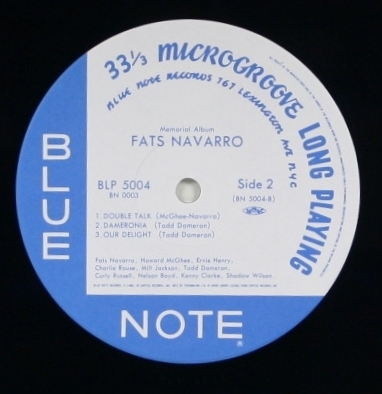 33 1/3 MICROGROOVE LONG PLAYING
BLUE NOTE RECORDS 767 LEXINGTON AVE NYC
Memorial Album
FATS NAVARRO
BLP 5004
BN 0003
Side 2
(BN 5004-B)
1. DOUBLE TALK (McGhee-Navarro)
2. DAMERONIA (Todd Dameron)
3. OUR DELIGHT (Todd Dameron)
Fats Navarro, Howard McGhee, Ernie Henry,
Charlie Rouse, Milt Jackson, Todd Dameron,
Curly Russell, Nelson Boyd, Kenny Clarke, Shadow Wilson.
BLUE
NOTE